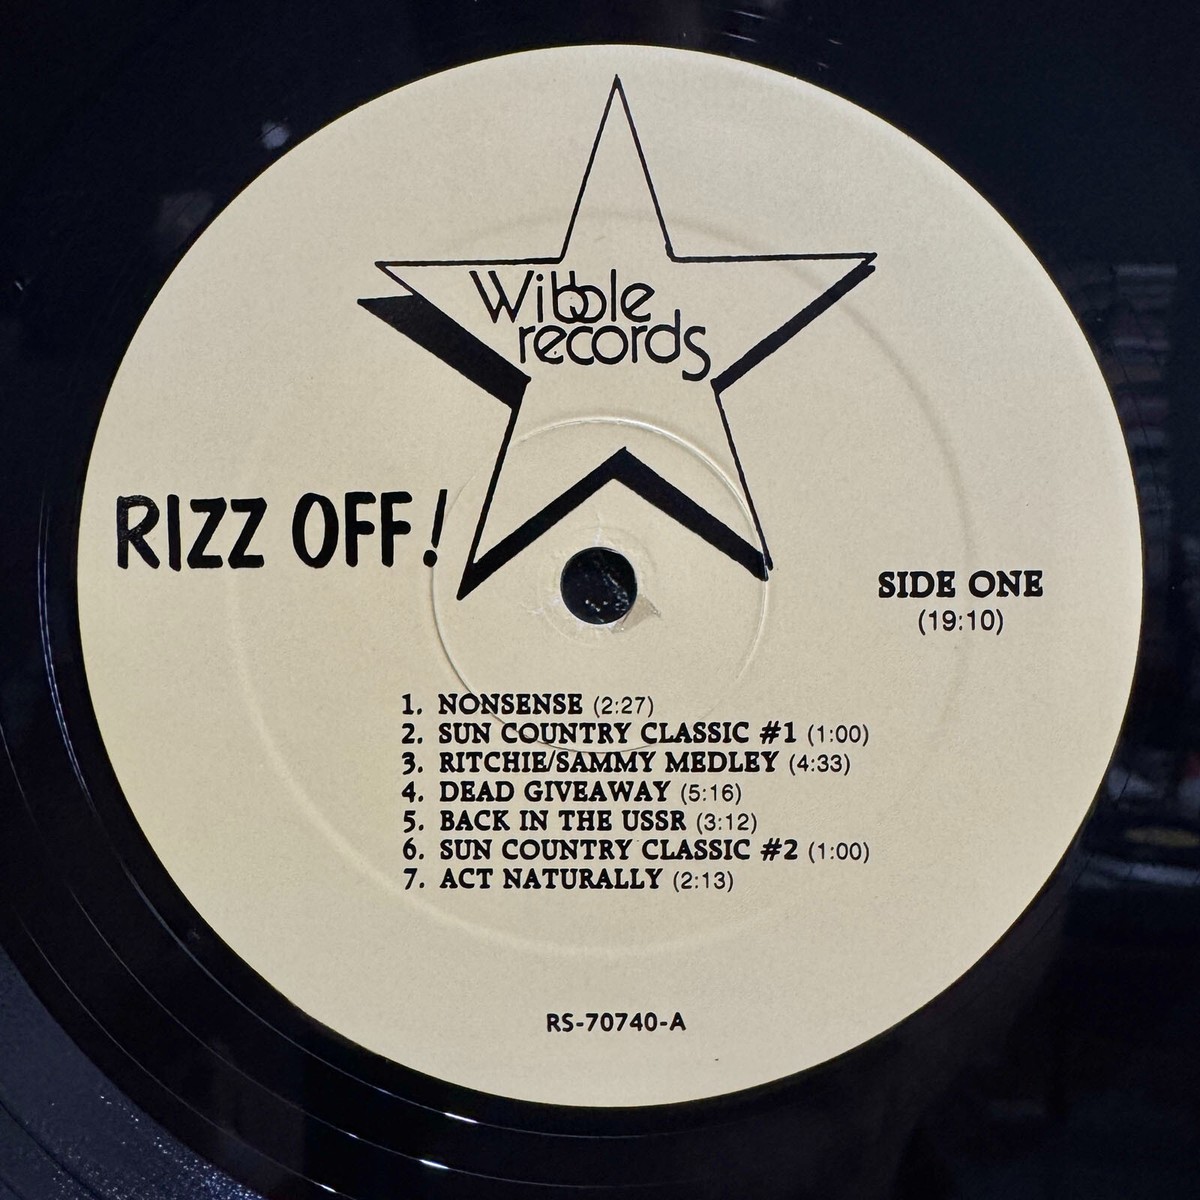 Wibble
records
RIZZ OFF!
SIDE ONE
(19:10)
1. NONSENSE (2:27)
2. SUN COUNTRY CLASSIC #1 (1:00)
3. RITCHIE/SAMMY MEDLEY (4:33)
4. DEAD GIVEAWAY (5:16)
5. BACK IN THE USSR (3:12)
6. SUN COUNTRY CLASSIC #2 (1:00)
7. ACT NATURALLY (2:13)
RS-70740-A